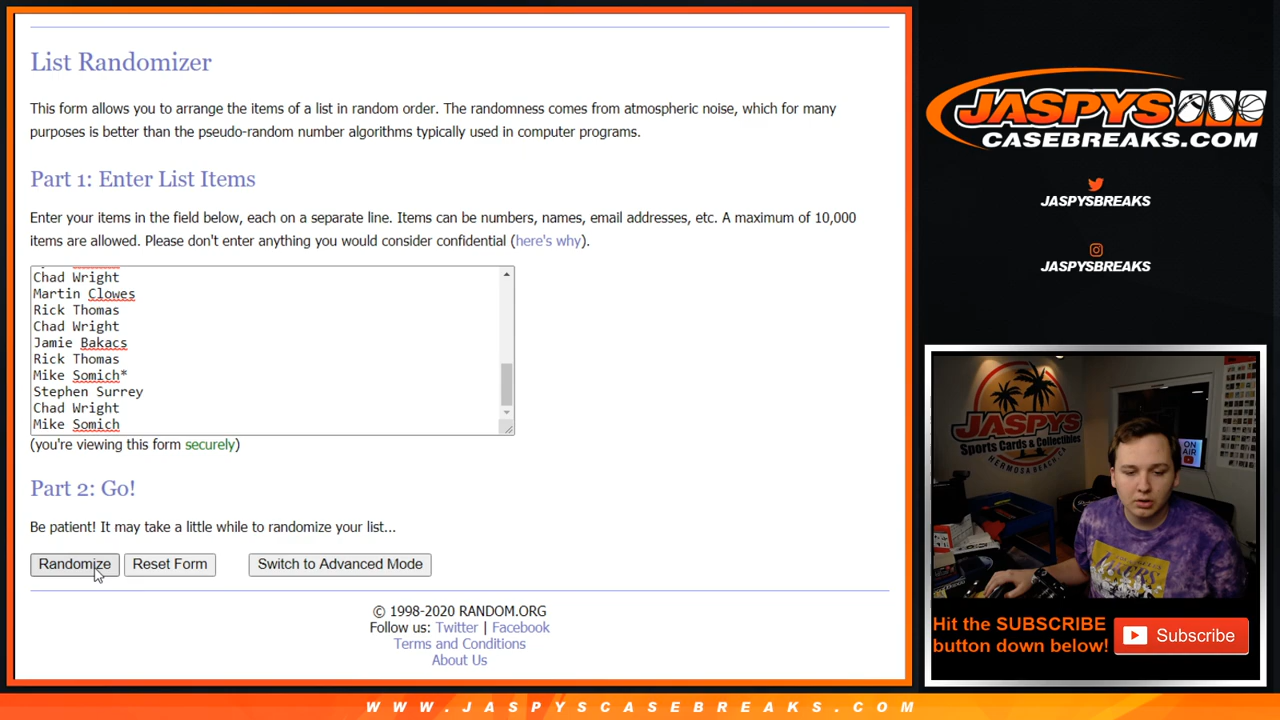 List Randomizer
This form allows you to arrange the items of a list in random order. The randomness comes from atmospheric noise, which for many
purposes is better than the pseudo-random number algorithms typically used in computer programs.
Part 1: Enter List Items
Enter your items in the field below, each on a separate line. Items can be numbers, names, email addresses, etc. A maximum of 10,000
items are allowed. Please don't enter anything you would consider confidential (here's why).
Chad Wright
Martin Clowes
Rick Thomas
Chad Wright
Jamie Bakacs
Rick Thomas
Mike Somich*
Stephen Surrey
Chad Wright
Mike Somich
(you're viewing this form securely)
Part 2: Go!
Be patient! It may take a little while to randomize your list...
Randomize Reset Form Switch to Advanced Mode
© 1998-2020 RANDOM.ORG
Follow us: Twitter | Facebook
Terms and Conditions
About Us
JASPYS
CASEBREAKS.COM
JASPYSBREAKS
JASPYSBREAKS
JASPYS
Sports Cards & Collectibles
HERMOSA BEACH, CA
ON
AIR
Hit the SUBSCRIBE
button down below!
Subscribe
WWW.JASPYSCASEBREAKS.COM